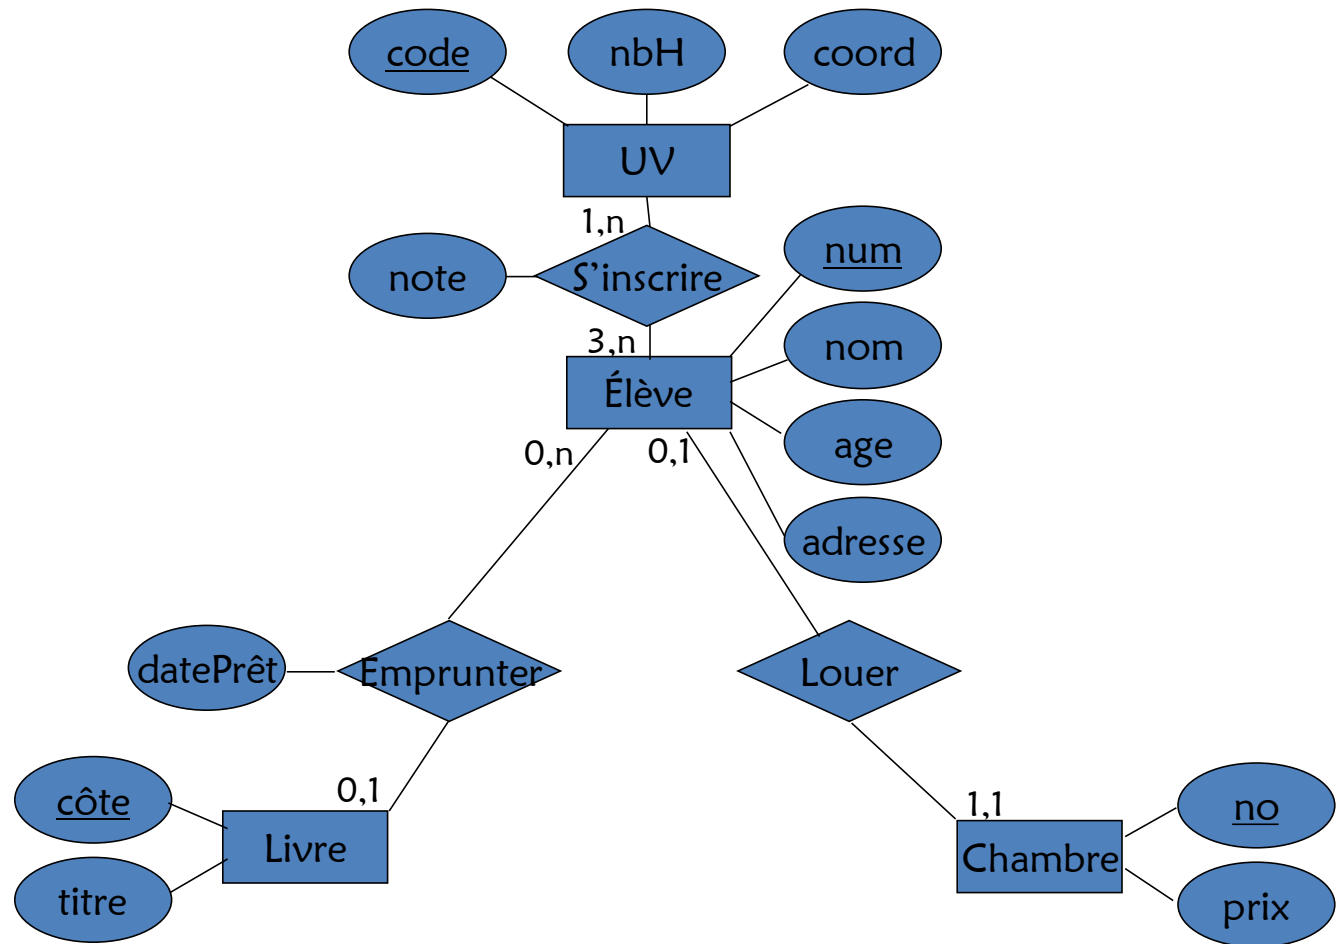 code
nbH
coord
UV
1,n
num
note
S'inscrire
nom
3,n
Élève
age
0,n
0,1
adresse
datePrêt
Emprunter
Louer
côte
0,1
1,1
no
Livre
Chambre
titre
prix